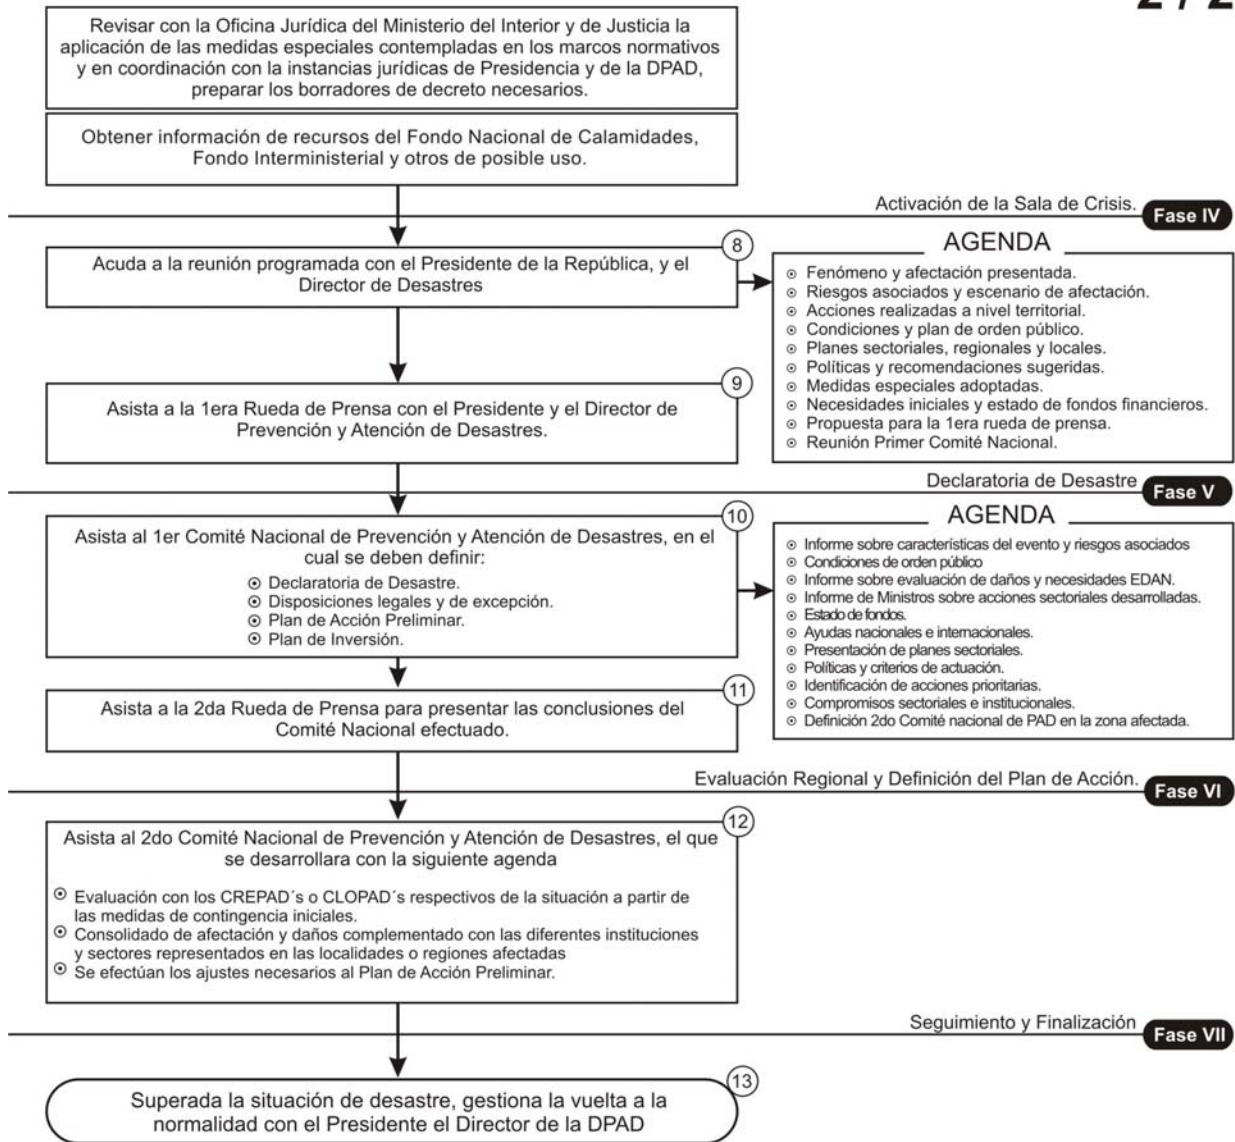 2 / 2
Revisar con la Oficina Jurídica del Ministerio del Interior y de Justicia la
aplicación de las medidas especiales contempladas en los marcos normativos
y en coordinación con la instancias jurídicas de Presidencia y de la DPAD,
preparar los borradores de decreto necesarios.
Obtener información de recursos del Fondo Nacional de Calamidades,
Fondo Interministerial y otros de posible uso.
Activación de la Sala de Crisis.
Fase IV
8
Acuda a la reunión programada con el Presidente de la República, y el
Director de Desastres
AGENDA
Fenómeno y afectación presentada.
Riesgos asociados y escenario de afectación.
Acciones realizadas a nivel territorial.
Condiciones y plan de orden público.
Planes sectoriales, regionales y locales.
Políticas y recomendaciones sugeridas.
Medidas especiales adoptadas.
Necesidades iniciales y estado de fondos financieros.
Propuesta para la 1era rueda de prensa.
Reunión Primer Comité Nacional.
9
Asista a la 1era Rueda de Prensa con el Presidente y el Director de
Prevención y Atención de Desastres.
Declaratoria de Desastre
Fase V
10
Asista al 1er Comité Nacional de Prevención y Atención de Desastres, en el
cual se deben definir:
Declaratoria de Desastre.
Disposiciones legales y de excepción.
Plan de Acción Preliminar.
Plan de Inversión.
AGENDA
Informe sobre características del evento y riesgos asociados
Condiciones de orden público
Informe sobre evaluación de daños y necesidades EDAN.
Informe de Ministros sobre acciones sectoriales desarrolladas.
Estado de fondos.
Ayudas nacionales e internacionales.
Presentación de planes sectoriales.
Políticas y criterios de actuación.
Identificación de acciones prioritarias.
Compromisos sectoriales e institucionales.
Definición 2do Comité nacional de PAD en la zona afectada.
11
Asista a la 2da Rueda de Prensa para presentar las conclusiones del
Comité Nacional efectuado.
Evaluación Regional y Definición del Plan de Acción.
Fase VI
12
Asista al 2do Comité Nacional de Prevención y Atención de Desastres, el que
se desarrollara con la siguiente agenda
Evaluación con los CREPAD´s o CLOPAD´s respectivos de la situación a partir de
las medidas de contingencia iniciales.
Consolidado de afectación y daños complementado con las diferentes instituciones
y sectores representados en las localidades o regiones afectadas
Se efectúan los ajustes necesarios al Plan de Acción Preliminar.
Seguimiento y Finalización
Fase VII
13
Superada la situación de desastre, gestiona la vuelta a la
normalidad con el Presidente el Director de la DPAD